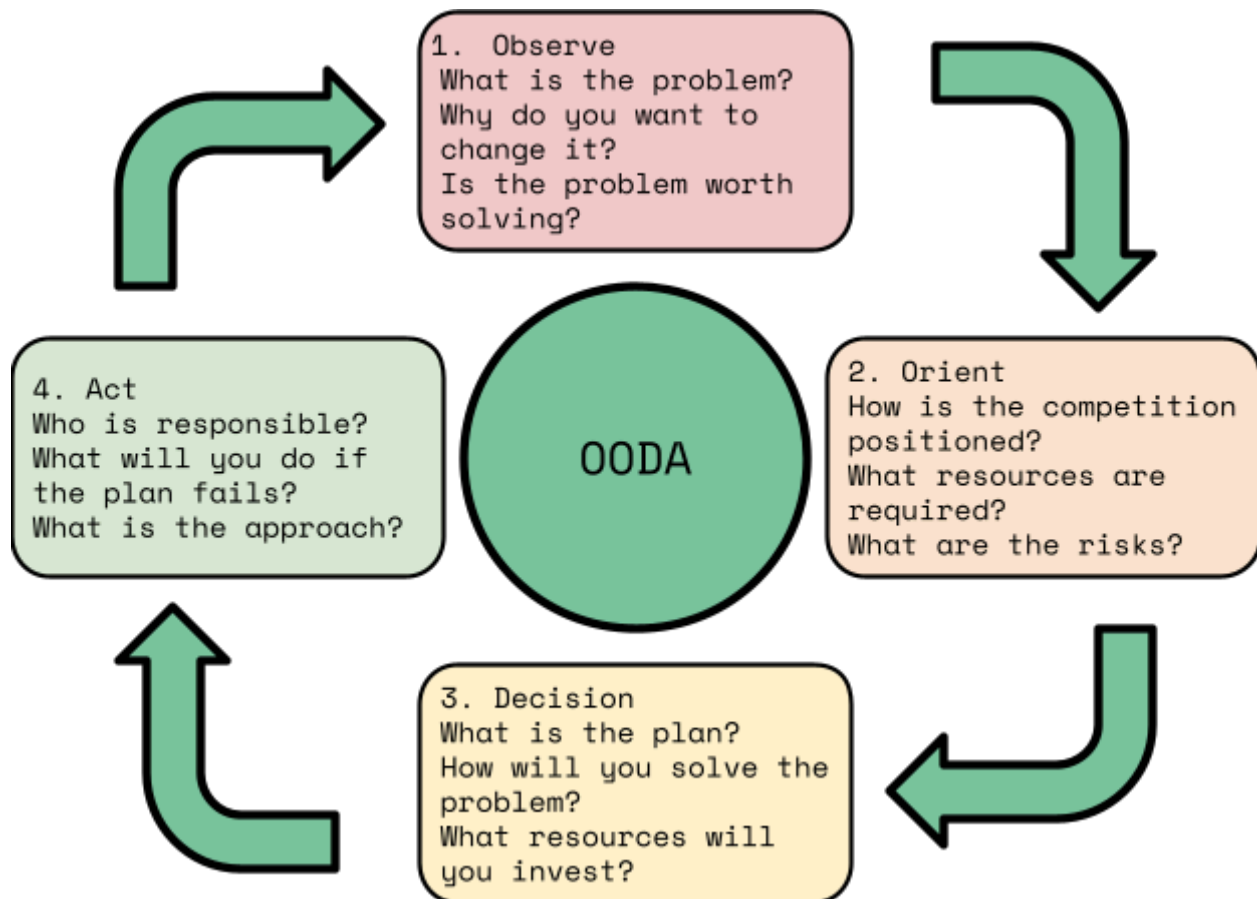 1. Observe
What is the problem?
Why do you want to
change it?
Is the problem worth
solving?
2. Orient
How is the competition
positioned?
What resources are
required?
What are the risks?
3. Decision
What is the plan?
How will you solve the
problem?
What resources will
you invest?
4. Act
Who is responsible?
What will you do if
the plan fails?
What is the approach?
OODA